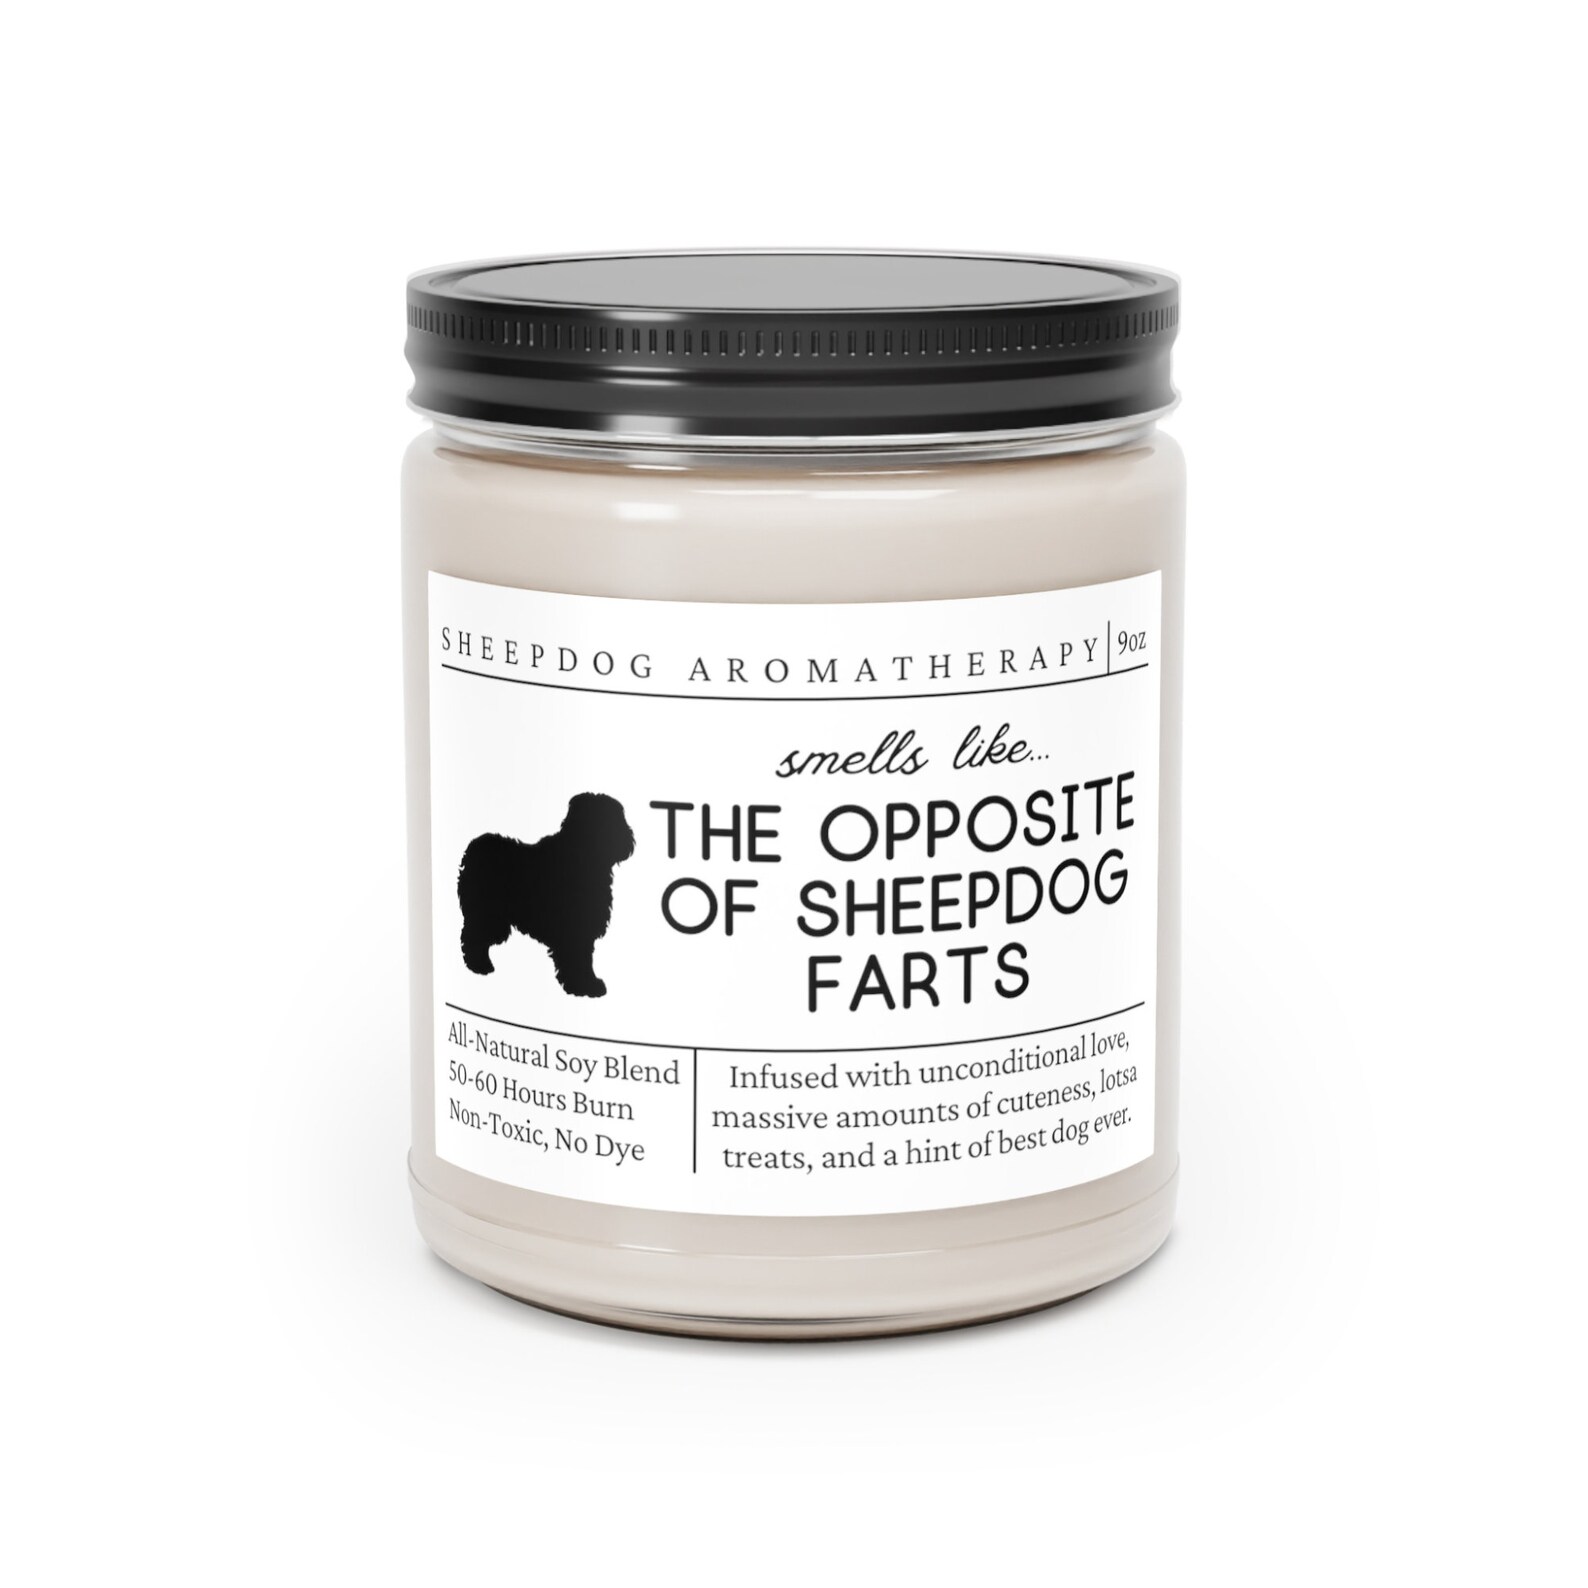 SHEEPDOG AROMATHERAPY 9oz
smells like...
THE OPPOSITE
OF SHEEPDOG
FARTS
All-Natural Soy Blend
50-60 Hours Burn
Non-Toxic, No Dye
Infused with unconditional love,
massive amounts of cuteness, lotsa
treats, and a hint of best dog ever.